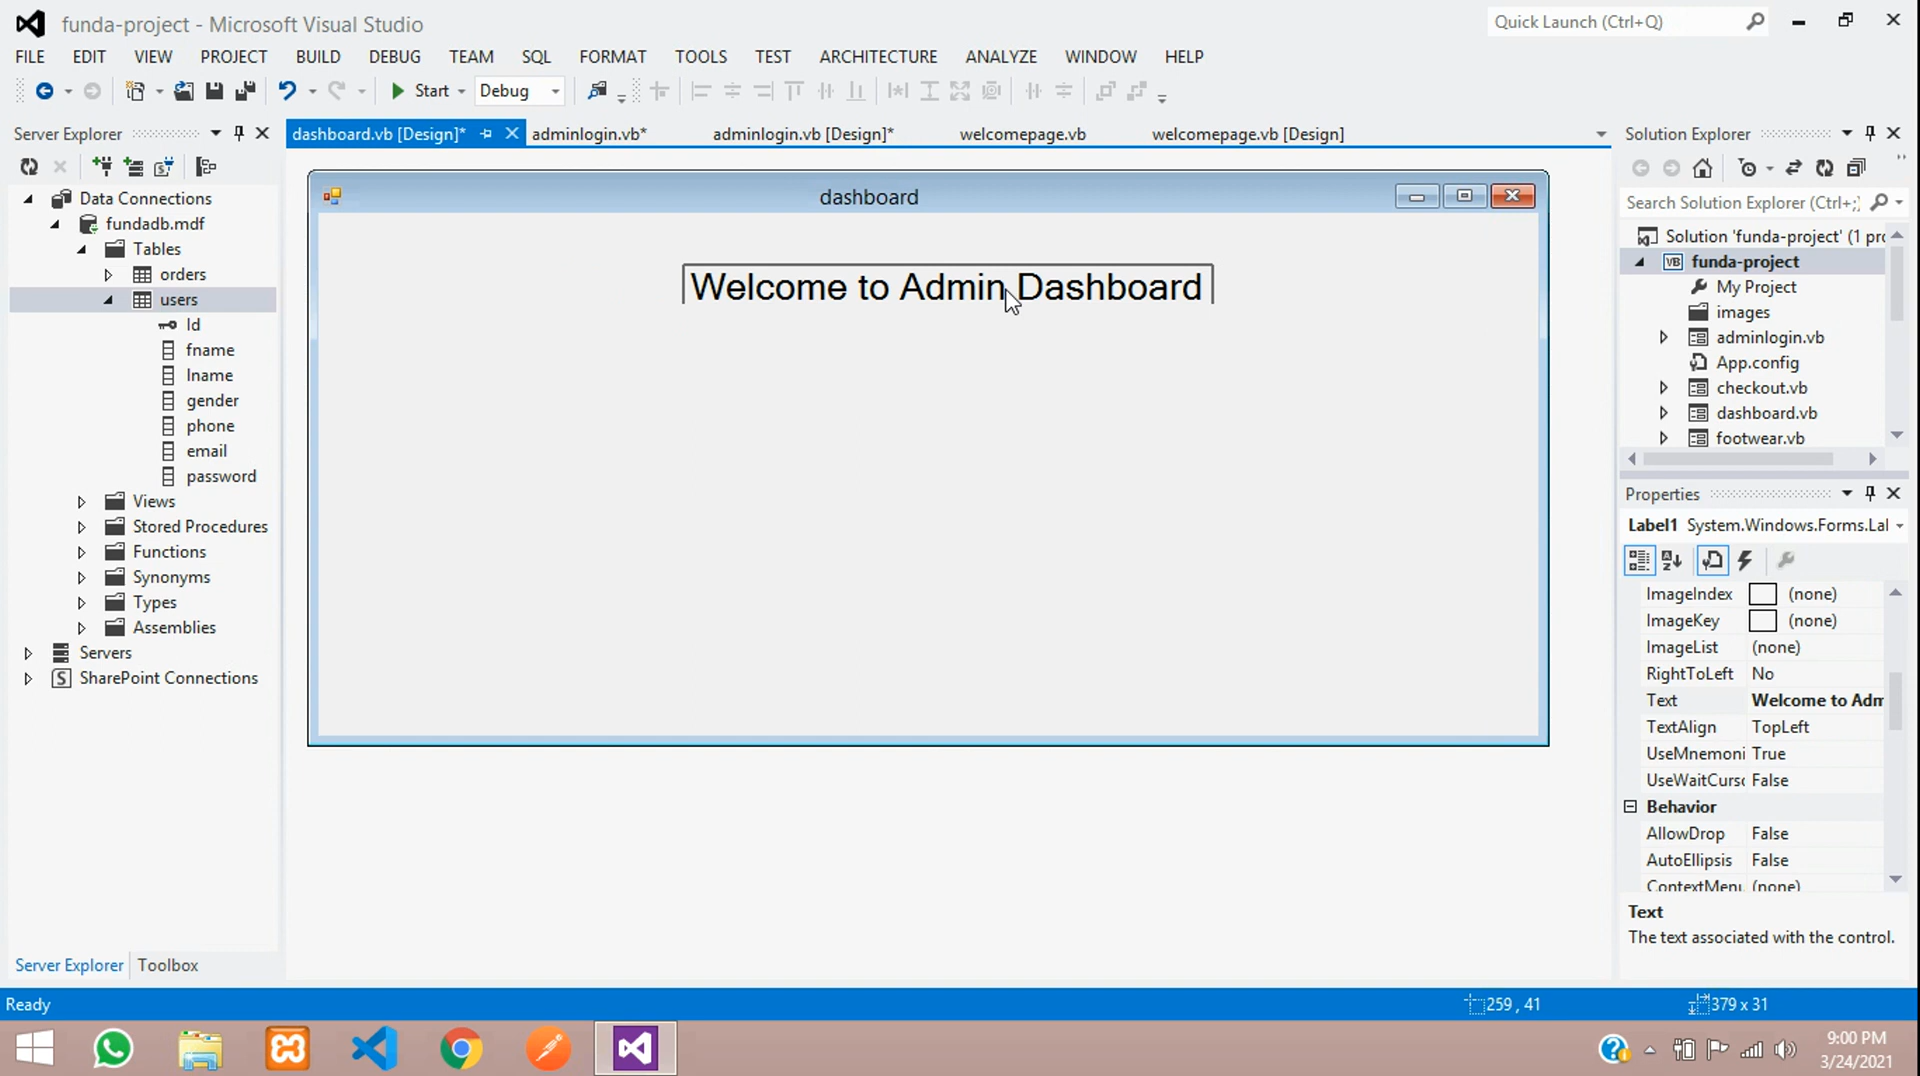 funda-project - Microsoft Visual Studio
Quick Launch (Ctrl+Q)
FILE EDIT VIEW PROJECT BUILD DEBUG TEAM SQL FORMAT TOOLS TEST ARCHITECTURE ANALYZE WINDOW HELP
Start Debug
Server Explorer
dashboard.vb [Design]* adminlogin.vb* adminlogin.vb [Design]* welcomepage.vb welcomepage.vb [Design]
Data Connections
fundadb.mdf
Tables
orders
users
Id
fname
lname
gender
phone
email
password
Views
Stored Procedures
Functions
Synonyms
Types
Assemblies
Servers
SharePoint Connections
Server Explorer Toolbox
dashboard
Welcome to Admin Dashboard
Solution Explorer
Search Solution Explorer (Ctrl+;)
Solution 'funda-project' (1 pro
VB funda-project
My Project
images
adminlogin.vb
App.config
checkout.vb
dashboard.vb
footwear.vb
Properties
Label1 System.Windows.Forms.Lal
ImageIndex (none)
ImageKey (none)
ImageList (none)
RightToLeft No
Text Welcome to Adm
TextAlign TopLeft
UseMnemoni True
UseWaitCurso False
Behavior
AllowDrop False
AutoEllipsis False
ContextMenu (none)
Text
The text associated with the control.
Ready
259 , 41
379 x 31
9:00 PM
3/24/2021